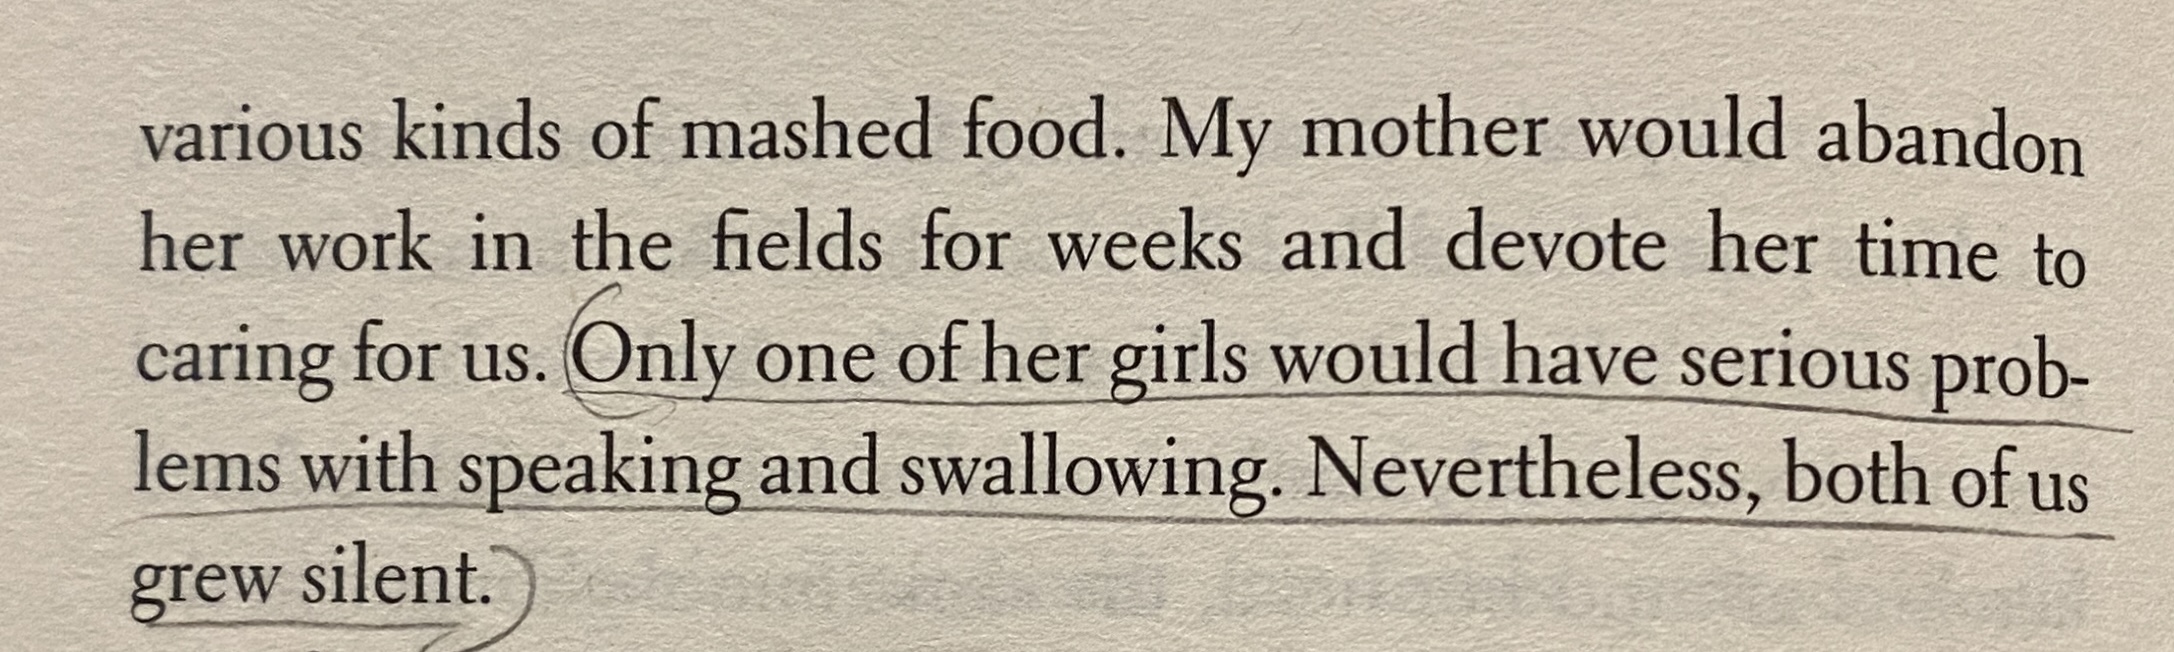 various kinds of mashed food. My mother would abandon
her work in the fields for weeks and devote her time to
caring for us. Only one of her girls would have serious prob-
lems with speaking and swallowing. Nevertheless, both of us
grew silent.